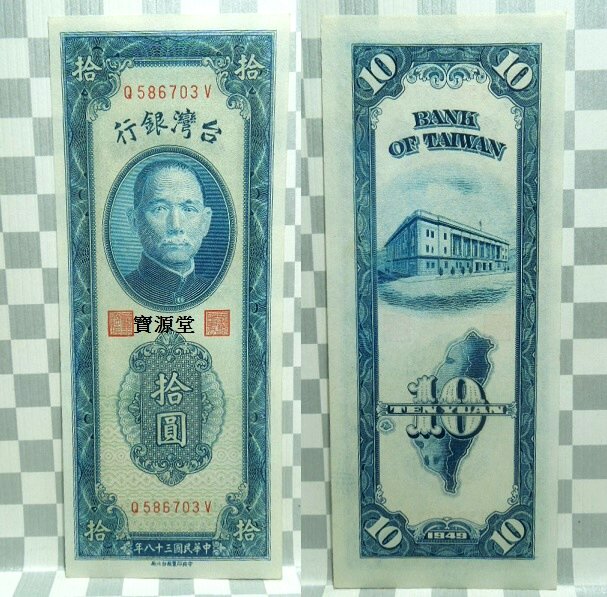 拾 拾
Q586703V
行銀灣台
寶源堂
拾
圓
Q586703V
拾 拾
年八十三國民華中
10 10
BANK
OF TAIWAN
10
TEN YUAN
10 10
1949